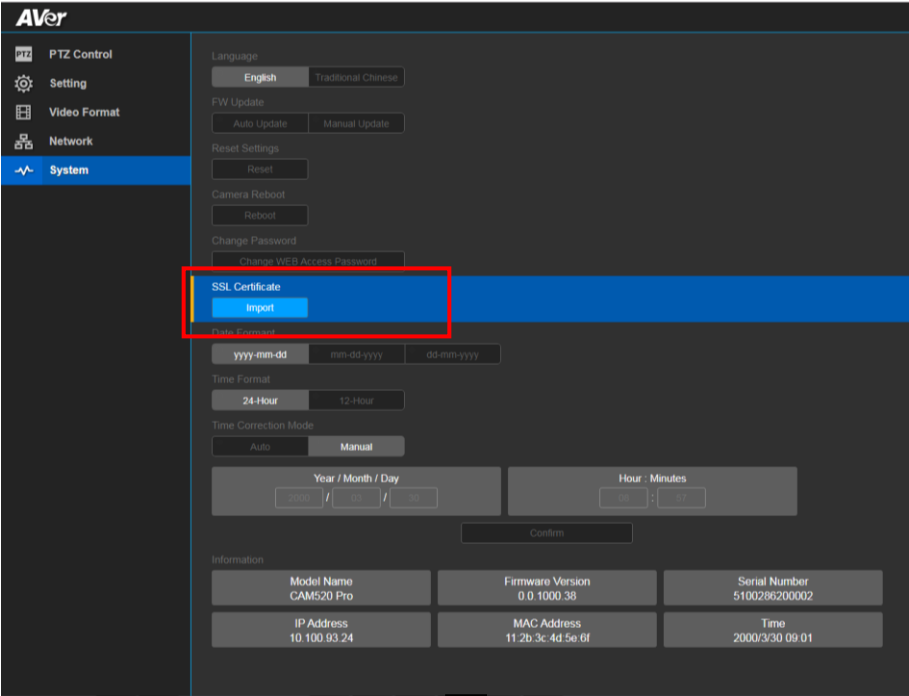 AVer
PTZ PTZ Control
Setting
Video Format
Network
System
Language
English Traditional Chinese
FW Update
Auto Update Manual Update
Reset Settings
Reset
Camera Reboot
Reboot
Change Password
Change WEB Access Password
SSL Certificate
Import
Date Formant
yyyy-mm-dd mm-dd-yyyy dd-mm-yyyy
Time Format
24-Hour 12-Hour
Time Correction Mode
Auto Manual
Year / Month / Day Hour : Minutes
2000 / 03 / 30 : 57
Confirm
Information
Model Name Firmware Version Serial Number
CAM520 Pro 0.0.1000.38 5100286200002
IP Address MAC Address Time
10.100.93.24 11:2b:3c:4d:5e:6f 2000/3/30 09:01